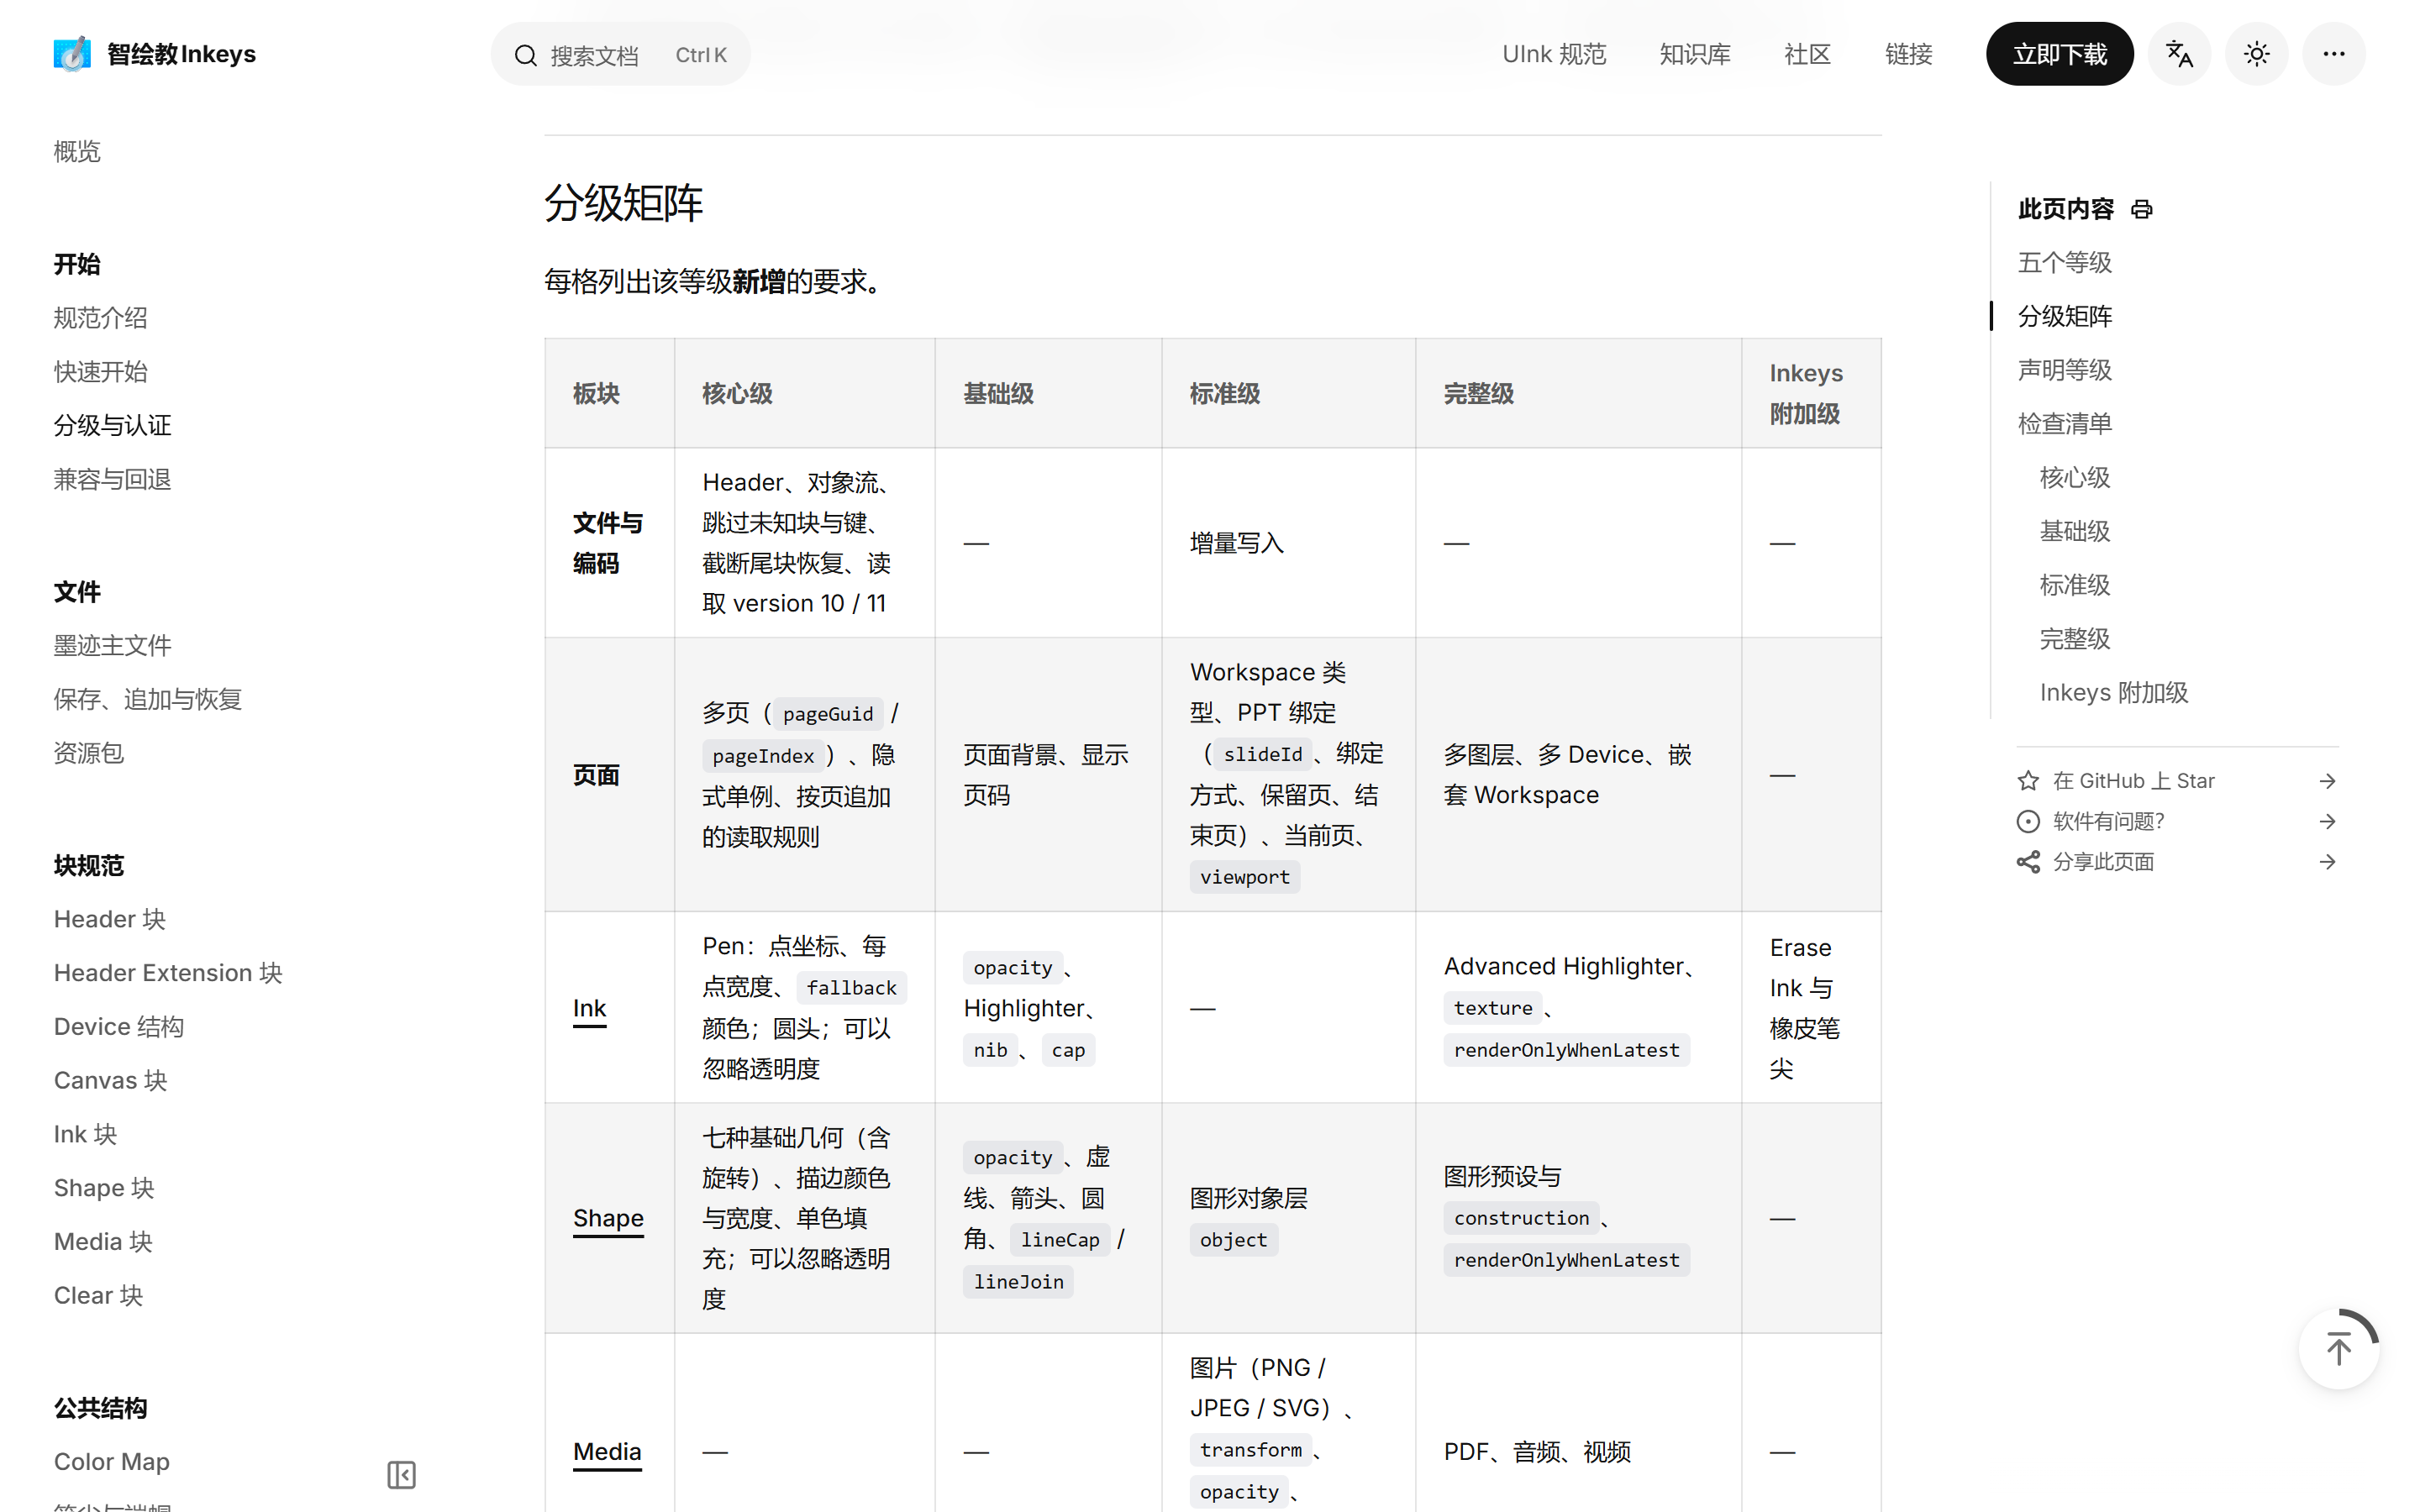 智绘教Inkeys
搜索文档 Ctrl K
UInk 规范
知识库
社区
链接
立即下载
概览
开始
规范介绍
快速开始
分级与认证
兼容与回退
文件
墨迹主文件
保存、追加与恢复
资源包
块规范
Header 块
Header Extension 块
Device 结构
Canvas 块
Ink 块
Shape 块
Media 块
Clear 块
公共结构
Color Map
分级矩阵
每格列出该等级新增的要求。
板块
核心级
基础级
标准级
完整级
Inkeys
附加级
文件与
编码
Header、对象流、
跳过未知块与键、
截断尾块恢复、读
取 version 10 / 11
—
增量写入
—
—
页面
多页（pageGuid /
pageIndex）、隐
式单例、按页追加
的读取规则
页面背景、显示
页码
Workspace 类
型、PPT 绑定
（slideId、绑定
方式、保留页、结
束页）、当前页、
viewport
多图层、多 Device、嵌
套 Workspace
—
Ink
Pen：点坐标、每
点宽度、fallback
颜色；圆头；可以
忽略透明度
opacity、
Highlighter、
nib、cap
—
Advanced Highlighter、
texture、
renderOnlyWhenLatest
Erase
Ink 与
橡皮笔
尖
Shape
七种基础几何（含
旋转）、描边颜色
与宽度、单色填
充；可以忽略透明
度
opacity、虚
线、箭头、圆
角、lineCap /
lineJoin
图形对象层
object
图形预设与
construction、
renderOnlyWhenLatest
—
Media
—
—
图片（PNG /
JPEG / SVG）、
transform、
opacity、
PDF、音频、视频
—
此页内容
五个等级
分级矩阵
声明等级
检查清单
核心级
基础级
标准级
完整级
Inkeys 附加级
在 GitHub 上 Star
软件有问题？
分享此页面